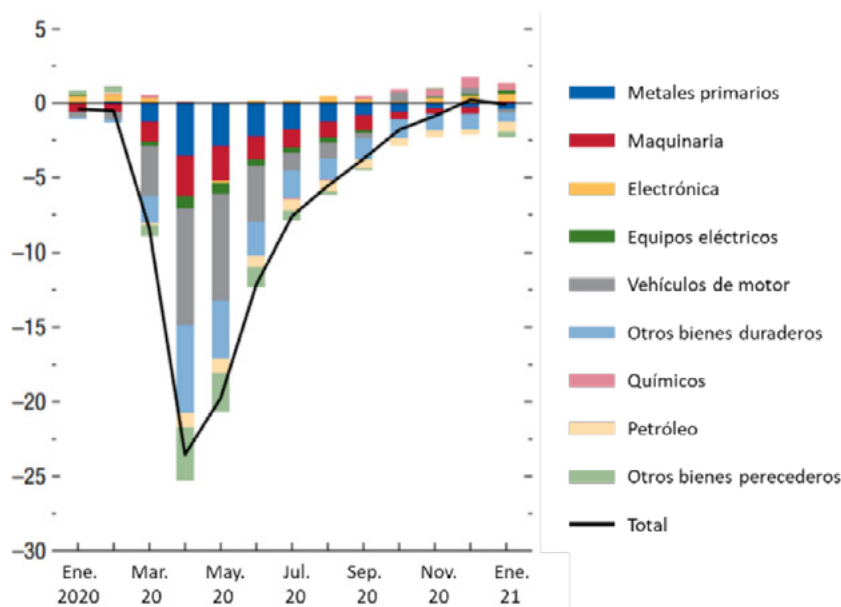 5
0
−5
−10
−15
−20
−25
−30
Ene. Mar. May. Jul. Sep. Nov. Ene.
2020 20 20 20 20 20 21
Metales primarios
Maquinaria
Electrónica
Equipos eléctricos
Vehículos de motor
Otros bienes duraderos
Químicos
Petróleo
Otros bienes perecederos
Total